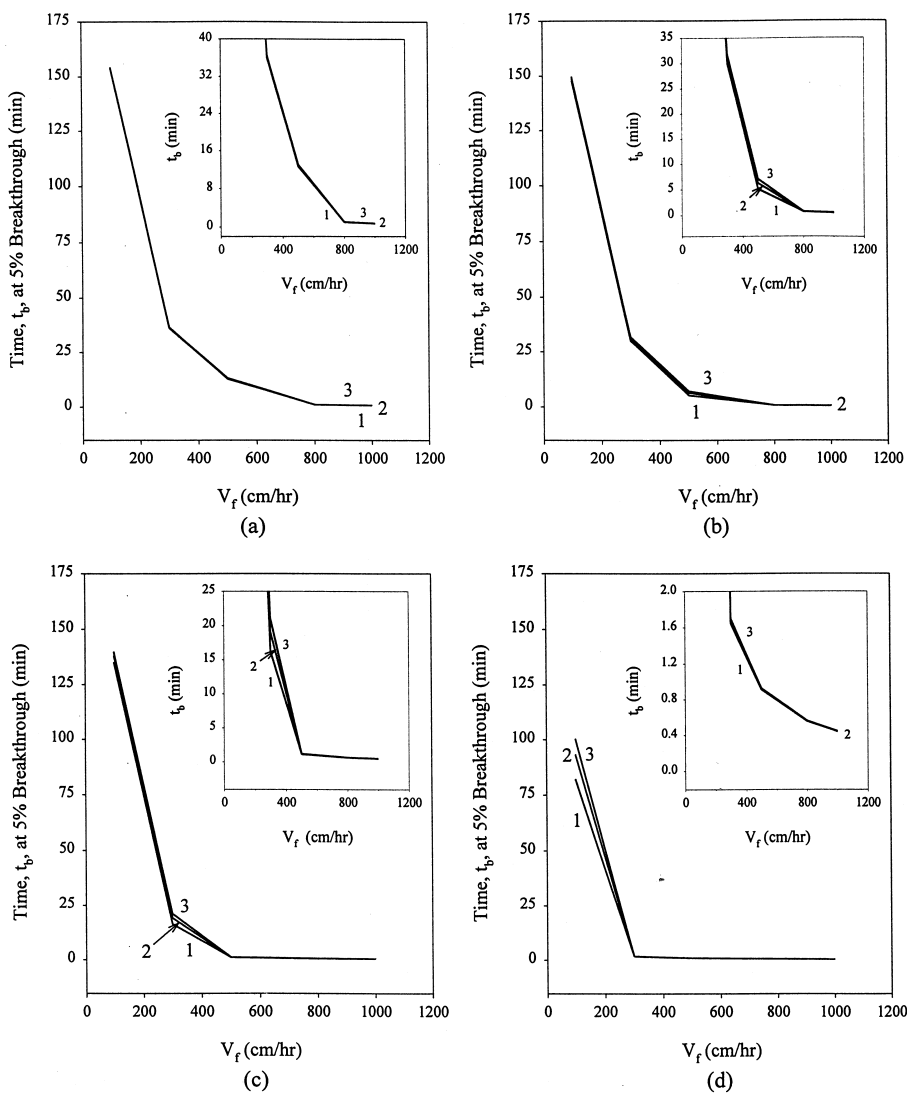 175
150
125
100
75
50
25
0
Time, t_b, at 5% Breakthrough (min)
0 200 400 600 800 1000 1200
V_f (cm/hr)
(a)
3
2
1
40
32
24
16
8
0
t_b (min)
0 400 800 1200
V_f (cm/hr)
1
3
2
175
150
125
100
75
50
25
0
Time, t_b, at 5% Breakthrough (min)
0 200 400 600 800 1000 1200
V_f (cm/hr)
(b)
3
1
2
35
30
25
20
15
10
5
0
t_b (min)
0 400 800 1200
V_f (cm/hr)
3
2
1
175
150
125
100
75
50
25
0
Time, t_b, at 5% Breakthrough (min)
0 200 400 600 800 1000 1200
V_f (cm/hr)
(c)
3
2
1
25
20
15
10
5
0
t_b (min)
0 400 800 1200
V_f (cm/hr)
3
2
1
175
150
125
100
75
50
25
0
Time, t_b, at 5% Breakthrough (min)
0 200 400 600 800 1000 1200
V_f (cm/hr)
(d)
2
3
1
2.0
1.6
1.2
0.8
0.4
0.0
t_b (min)
0 400 800 1200
V_f (cm/hr)
3
1
2